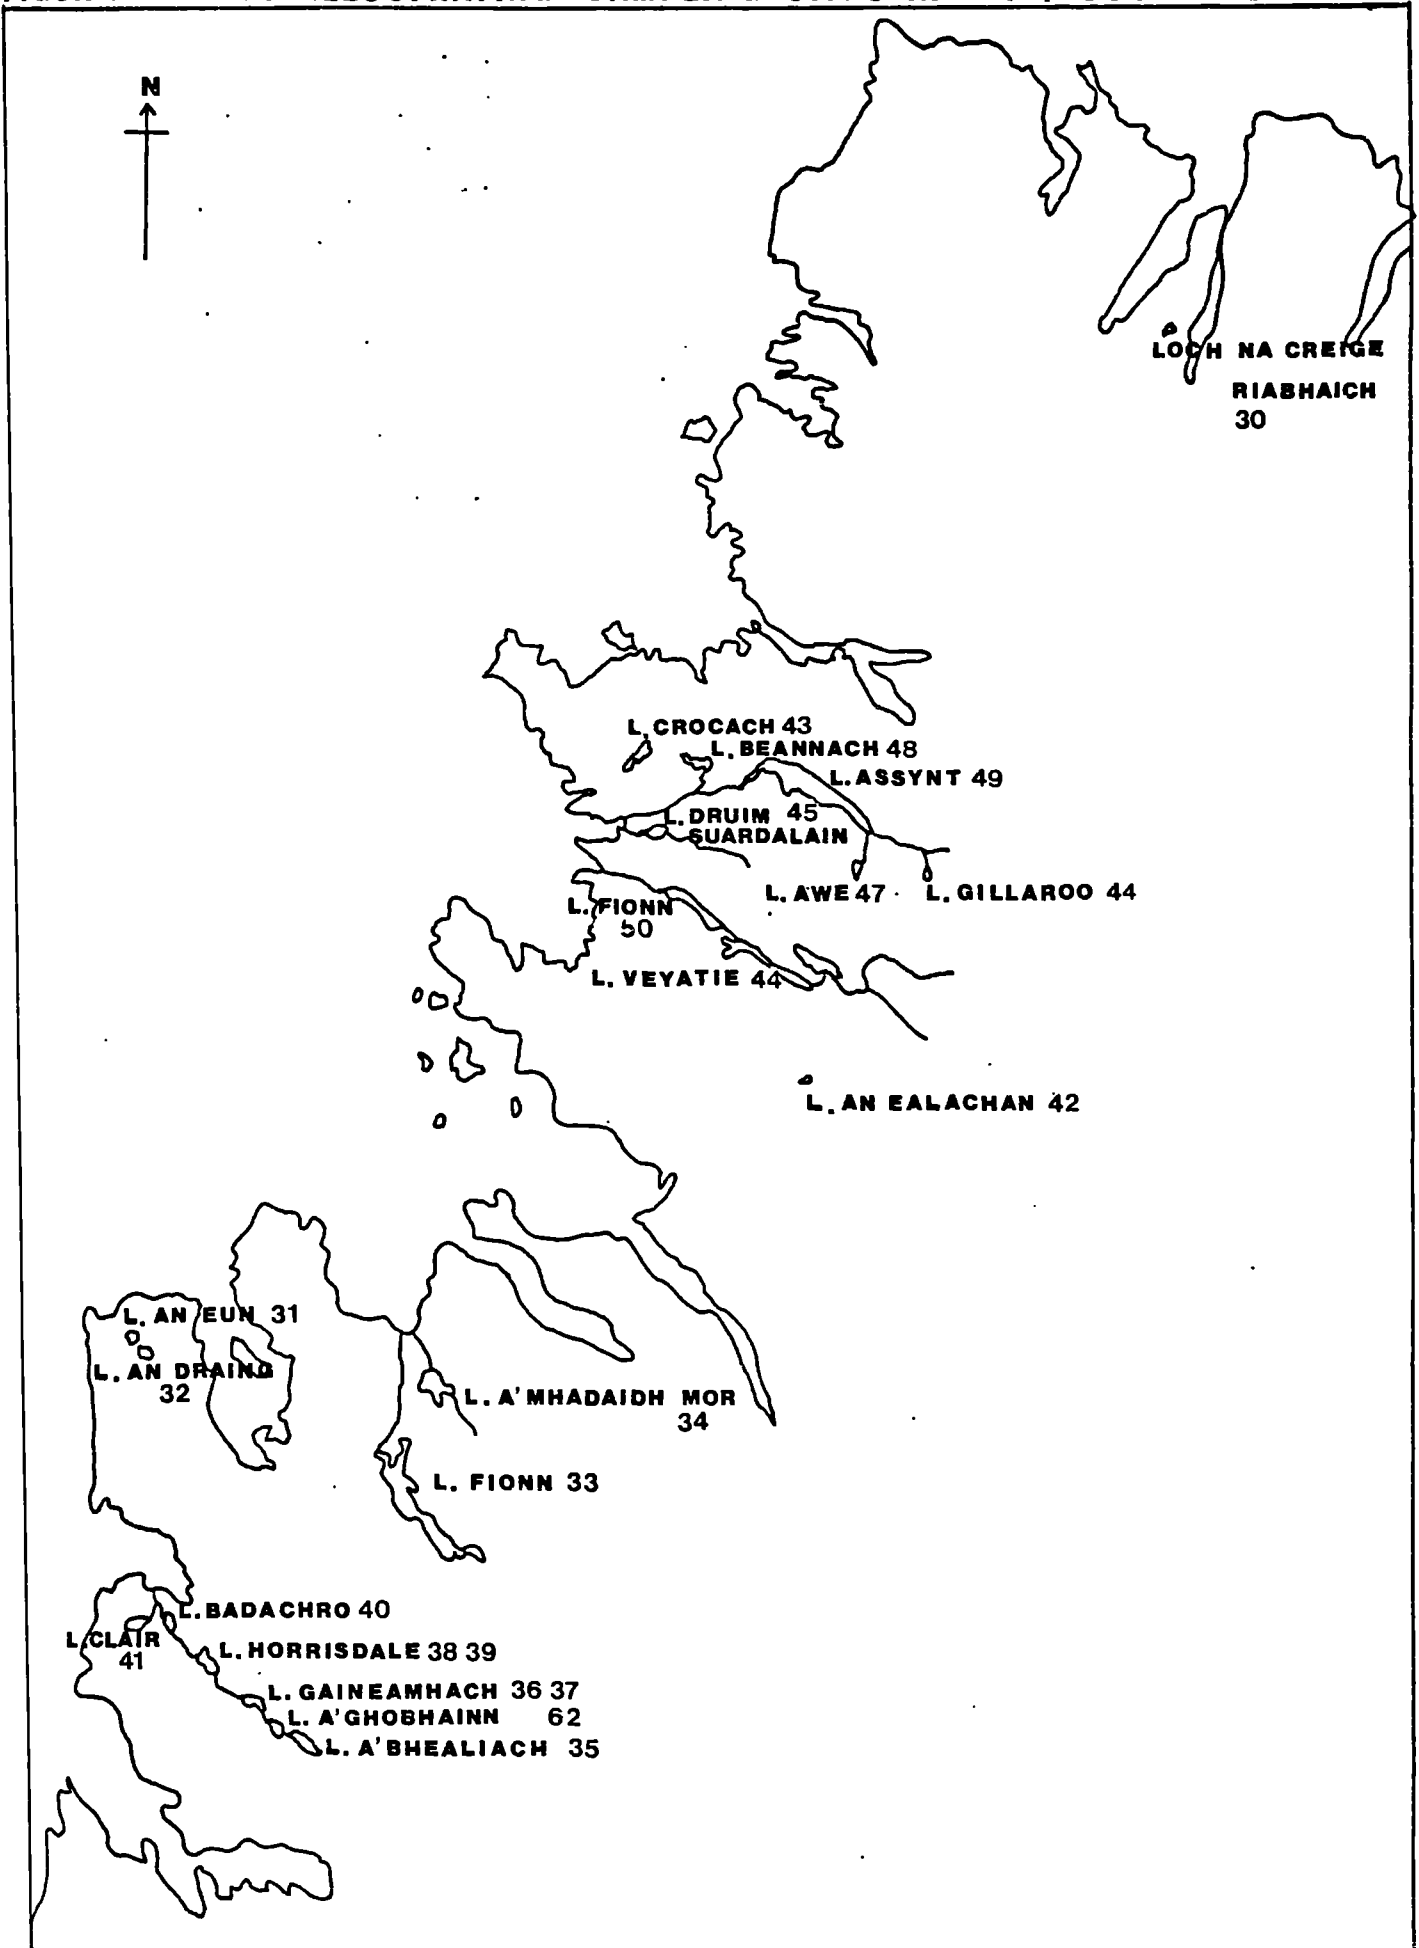 N
LOCH NA CREIGE
RIABHAICH
30
L. CROCACH 43
L. BEANNACH 48
L. ASSYNT 49
L. DRUIM 45
SUARDALAIN
L. AWE 47
L. GILLAROO 44
L. FIONN
50
L. VEYATIE 44
L. AN EALACHAN 42
L. AN EUN 31
L. AN DRAING
32
L. A'MHADAIDH MOR
34
L. FIONN 33
L. BADACHRO 40
L. CLAIR
41
L. HORRISDALE 38 39
L. GAINEAMHACH 36 37
L. A'GHOBHAINN 62
L. A'BHEALIACH 35